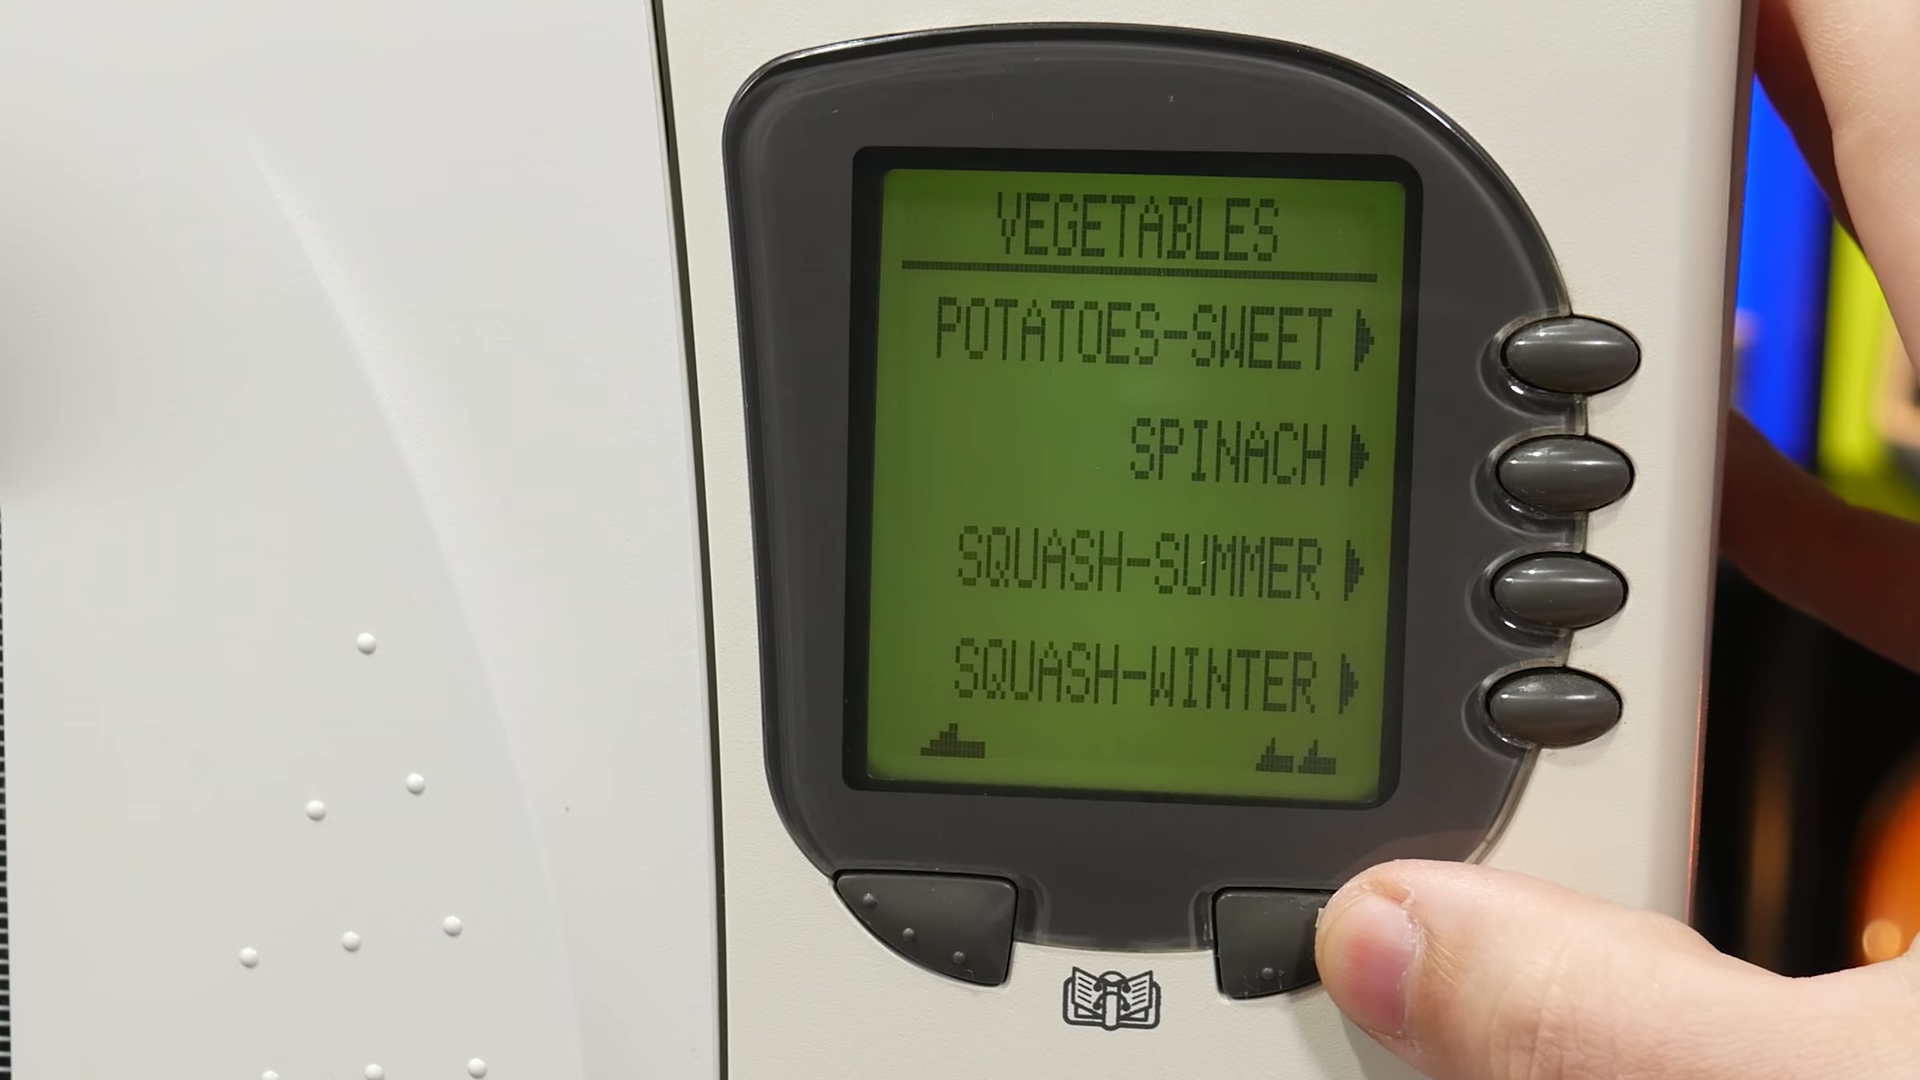 VEGETABLES
POTATOES-SWEET
SPINACH
SQUASH-SUMMER
SQUASH-WINTER